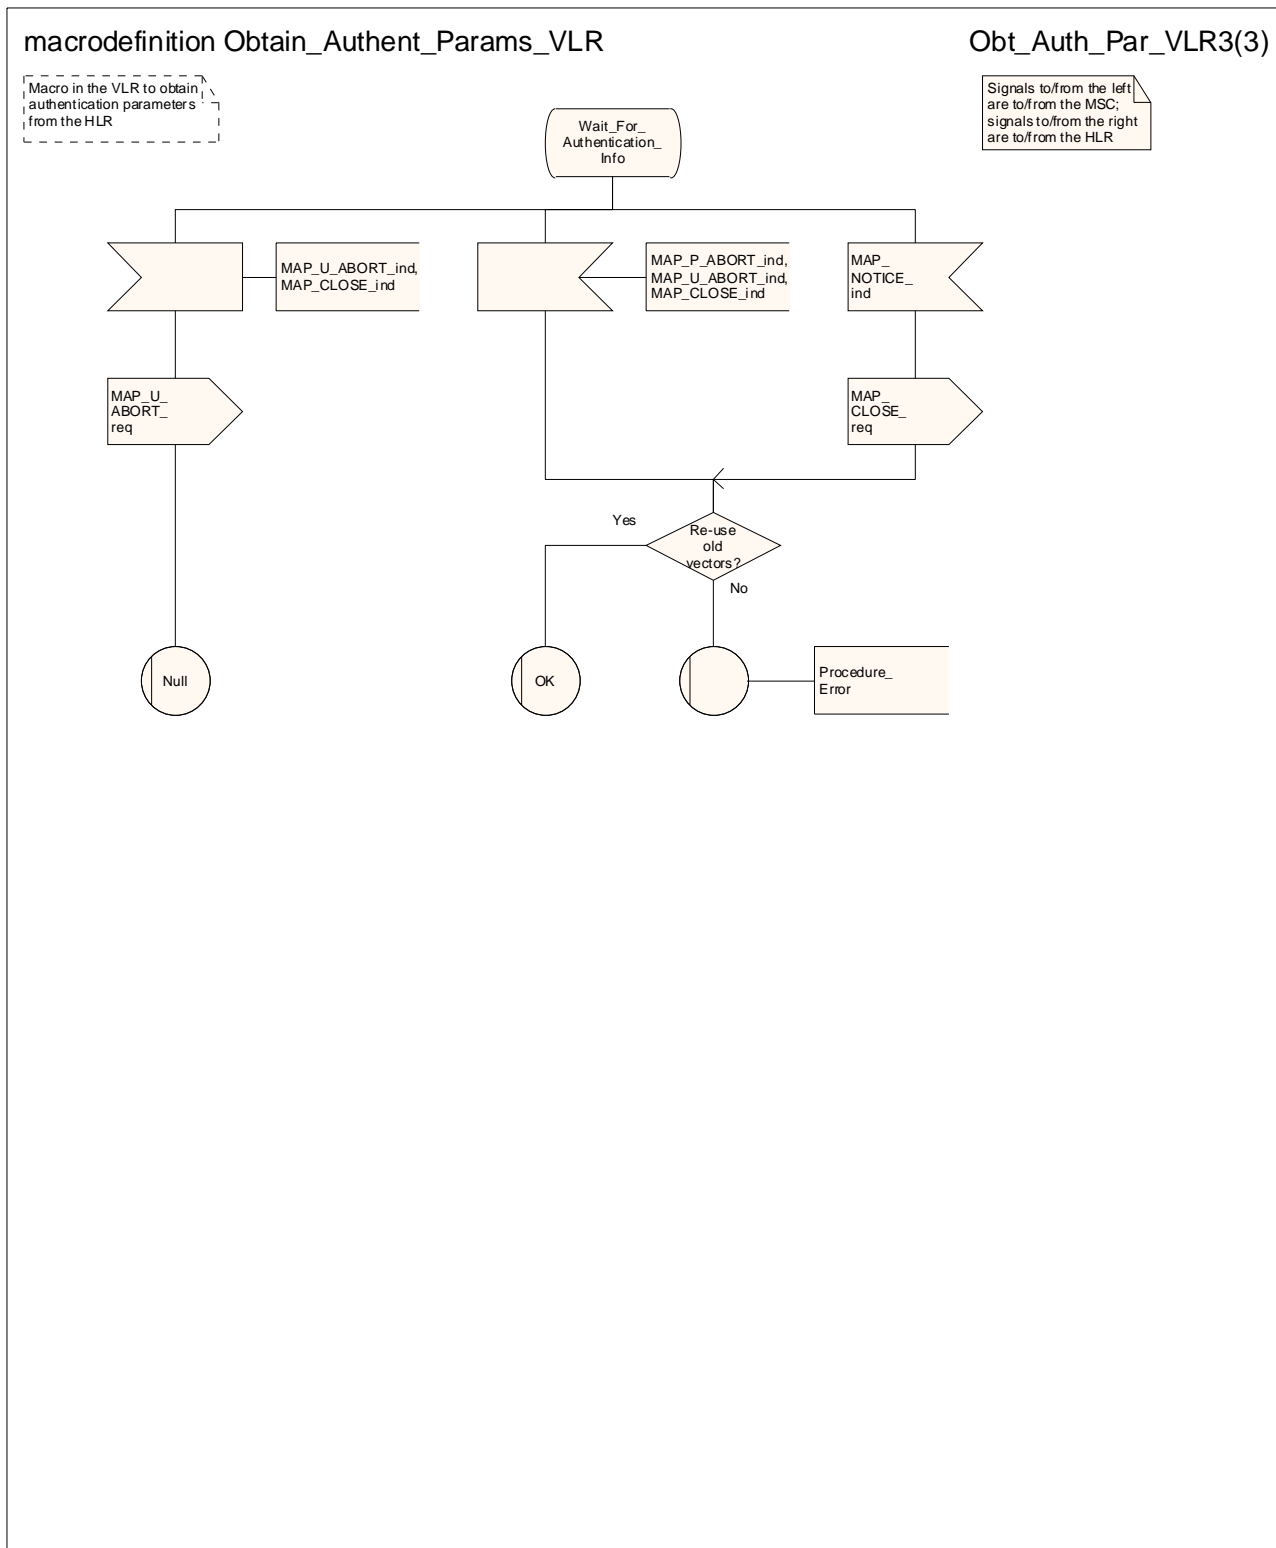 macrodefinition Obtain_Authent_Params_VLR
Obt_Auth_Par_VLR3(3)
Macro in the VLR to obtain
authentication parameters
from the HLR
Signals to/from the left
are to/from the MSC;
signals to/from the right
are to/from the HLR
Wait_For_
Authentication_
Info
MAP_U_ABORT_ind,
MAP_CLOSE_ind
MAP_P_ABORT_ind,
MAP_U_ABORT_ind,
MAP_CLOSE_ind
MAP_
NOTICE_
ind
MAP_U_
ABORT_
req
MAP_
CLOSE_
req
Yes
Re-use
old
vectors?
No
Null
OK
Procedure_
Error